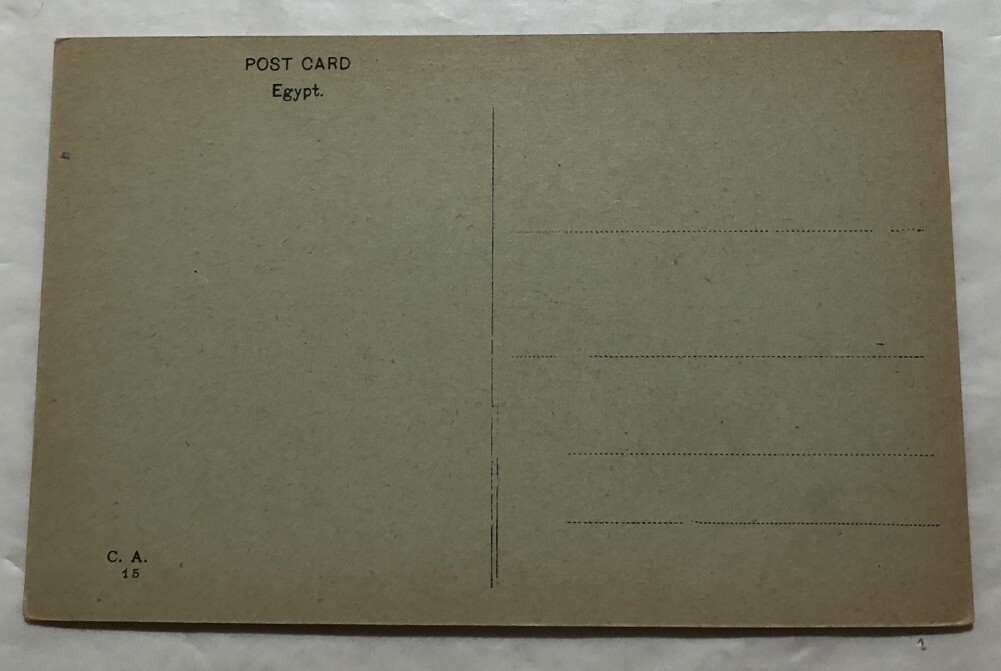 POST CARD
Egypt.
C. A.
15